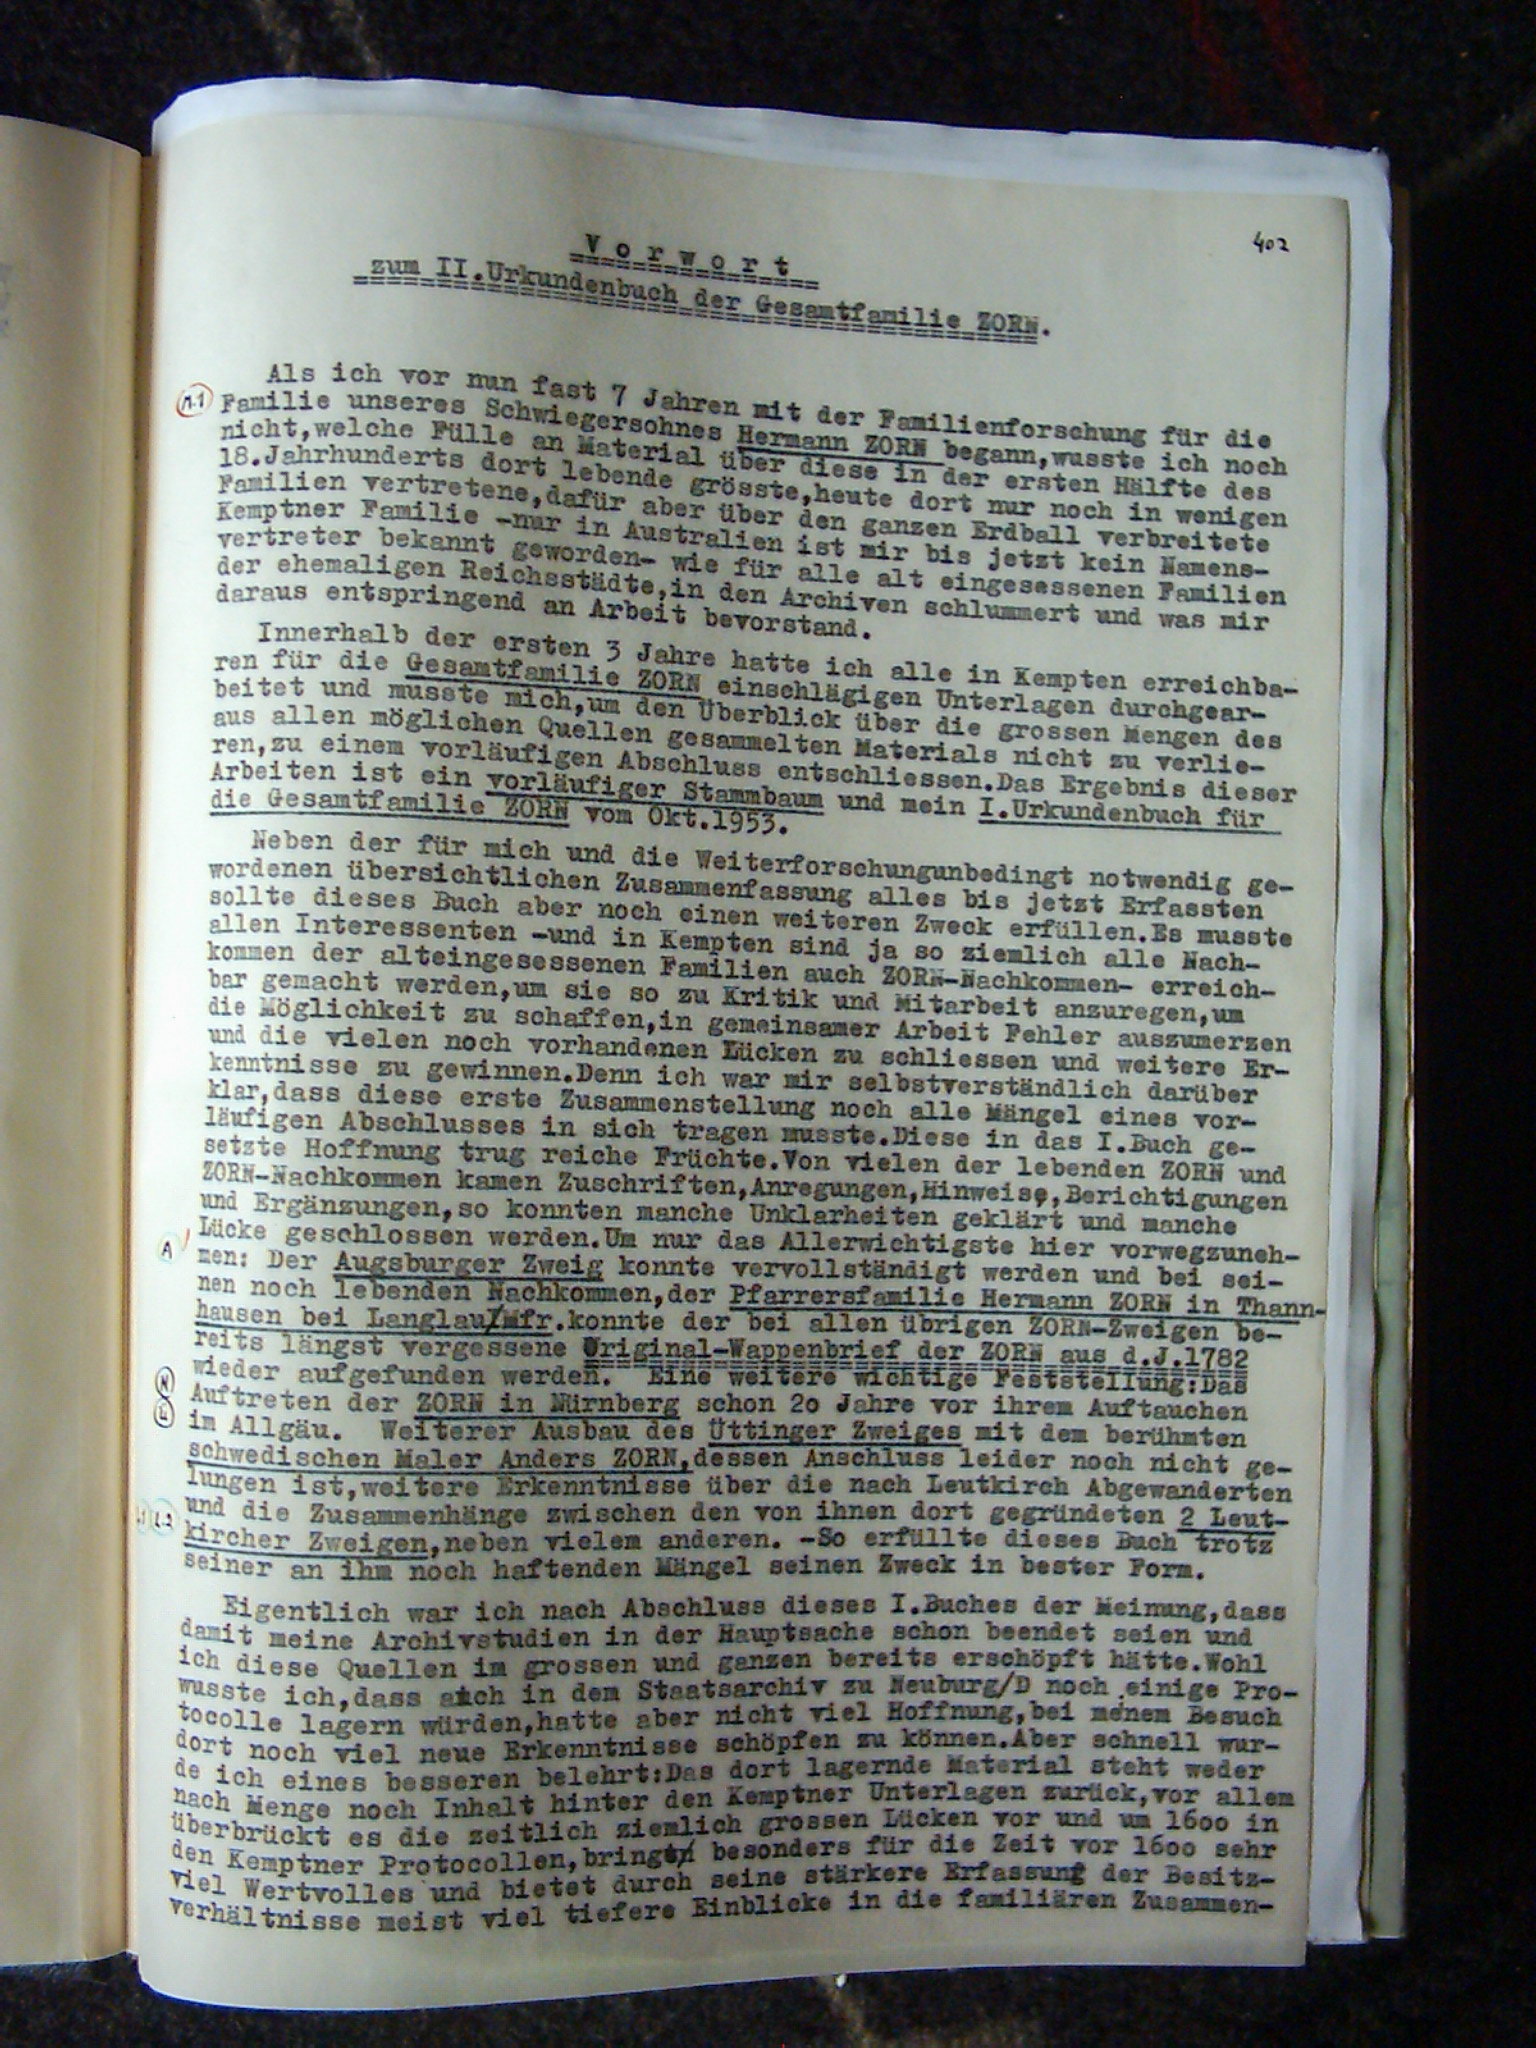 402
Vorwort
zum II.Urkundenbuch der Gesamtfamilie ZORN.
Als ich vor nun fast 7 Jahren mit der Familienforschung für die
M.1 Familie unseres Schwiegersohnes Hermann ZORN begann,wusste ich noch
nicht,welche Fülle an Material über diese in der ersten Hälfte des
18.Jahrhunderts dort lebende grösste,heute dort nur noch in wenigen
Familien vertretene,dafür aber über den ganzen Erdball verbreitete
Kemptner Familie -nur in Australien ist mir bis jetzt kein Namens-
vertreter bekannt geworden- wie für alle alt eingesessenen Familien
der ehemaligen Reichsstädte,in den Archiven schlummert und was mir
daraus entspringend an Arbeit bevorstand.
Innerhalb der ersten 3 Jahre hatte ich alle in Kempten erreichba-
ren für die Gesamtfamilie ZORN einschlägigen Unterlagen durchgear-
beitet und musste mich,um den Überblick über die grossen Mengen des
aus allen möglichen Quellen gesammelten Materials nicht zu verlie-
ren,zu einem vorläufigen Abschluss entschliessen.Das Ergebnis dieser
Arbeiten ist ein vorläufiger Stammbaum und mein I.Urkundenbuch für
die Gesamtfamilie ZORN vom Okt.1953.
Neben der für mich und die Weiterforschungunbedingt notwendig ge-
wordenen übersichtlichen Zusammenfassung alles bis jetzt Erfassten
sollte dieses Buch aber noch einen weiteren Zweck erfüllen.Es musste
allen Interessenten -und in Kempten sind ja so ziemlich alle Nach-
kommen der alteingesessenen Familien auch ZORN-Nachkommen- erreich-
bar gemacht werden,um sie so zu Kritik und Mitarbeit anzuregen,um
die Möglichkeit zu schaffen,in gemeinsamer Arbeit Fehler auszumerzen
und die vielen noch vorhandenen Lücken zu schliessen und weitere Er-
kenntnisse zu gewinnen.Denn ich war mir selbstverständlich darüber
klar,dass diese erste Zusammenstellung noch alle Mängel eines vor-
läufigen Abschlusses in sich tragen musste.Diese in das I.Buch ge-
setzte Hoffnung trug reiche Früchte.Von vielen der lebenden ZORN und
ZORN-Nachkommen kamen Zuschriften,Anregungen,Hinweise,Berichtigungen
und Ergänzungen,so konnten manche Unklarheiten geklärt und manche
Lücke geschlossen werden.Um nur das Allerwichtigste hier vorwegzuneh-
A men: Der Augsburger Zweig konnte vervollständigt werden und bei sei-
nen noch lebenden Nachkommen,der Pfarrersfamilie Hermann ZORN in Thann-
hausen bei Langlau/Mfr.konnte der bei allen übrigen ZORN-Zweigen be-
reits längst vergessene Original-Wappenbrief der ZORN aus d.J.1782
wieder aufgefunden werden. Eine weitere wichtige Feststellung:Das
N Auftreten der ZORN in Nürnberg schon 2o Jahre vor ihrem Auftauchen
Ü im Allgäu. Weiterer Ausbau des Üttinger Zweiges mit dem berühmten
schwedischen Maler Anders ZORN,dessen Anschluss leider noch nicht ge-
lungen ist,weitere Erkenntnisse über die nach Leutkirch Abgewanderten
L.1 L.2 und die Zusammenhänge zwischen den von ihnen dort gegründeten 2 Leut-
kircher Zweigen,neben vielem anderen. -So erfüllte dieses Buch trotz
seiner an ihm noch haftenden Mängel seinen Zweck in bester Form.
Eigentlich war ich nach Abschluss dieses I.Buches der Meinung,dass
damit meine Archivstudien in der Hauptsache schon beendet seien und
ich diese Quellen im grossen und ganzen bereits erschöpft hätte.Wohl
wusste ich,dass auch in dem Staatsarchiv zu Neuburg/D noch einige Pro-
tocolle lagern würden,hatte aber nicht viel Hoffnung,bei menem Besuch
dort noch viel neue Erkenntnisse schöpfen zu können.Aber schnell wur-
de ich eines besseren belehrt:Das dort lagernde Material steht weder
nach Menge noch Inhalt hinter den Kemptner Unterlagen zurück,vor allem
überbrückt es die zeitlich ziemlich grossen Lücken vor und um 16oo in
den Kemptner Protocollen,bringt besonders für die Zeit vor 16oo sehr
viel Wertvolles und bietet durch seine stärkere Erfassung der Besitz-
verhältnisse meist viel tiefere Einblicke in die familiären Zusammen-